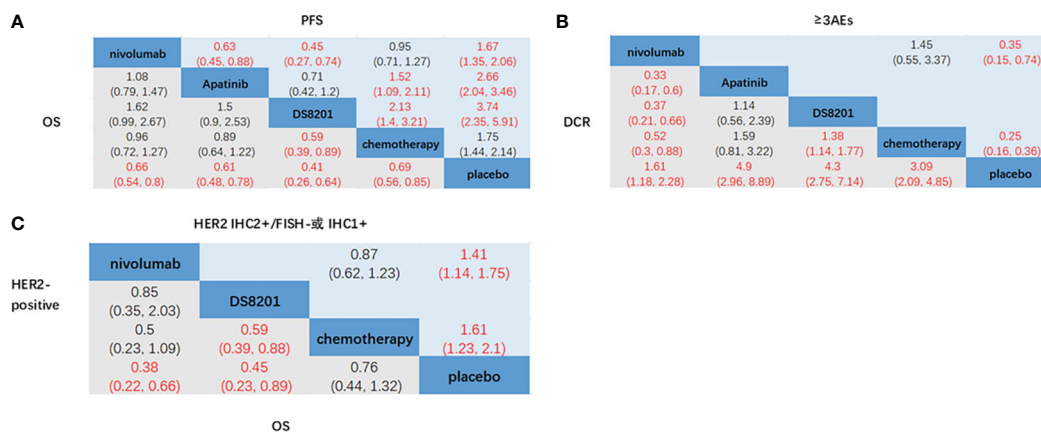 A
PFS
nivolumab 0.63 0.45 0.95 1.67
(0.45, 0.88) (0.27, 0.74) (0.71, 1.27) (1.35, 2.06)
1.08 Apatinib 0.71 1.52 2.66
(0.79, 1.47) (0.42, 1.2) (1.09, 2.11) (2.04, 3.46)
OS
1.62 1.5 DS8201 2.13 3.74
(0.99, 2.67) (0.9, 2.53) (1.4, 3.21) (2.35, 5.91)
0.96 0.89 0.59 chemotherapy 1.75
(0.72, 1.27) (0.64, 1.22) (0.39, 0.89) (1.44, 2.14)
0.66 0.61 0.41 0.69 placebo
(0.54, 0.8) (0.48, 0.78) (0.26, 0.64) (0.56, 0.85)
B
≥3AEs
nivolumab 1.45 0.35
(0.55, 3.37) (0.15, 0.74)
0.33 Apatinib
(0.17, 0.6)
DCR
0.37 1.14 DS8201
(0.21, 0.66) (0.56, 2.39)
0.52 1.59 1.38 chemotherapy 0.25
(0.3, 0.88) (0.81, 3.22) (1.14, 1.77) (0.16, 0.36)
1.61 4.9 4.3 3.09 placebo
(1.18, 2.28) (2.96, 8.89) (2.75, 7.14) (2.09, 4.85)
C
HER2 IHC2+/FISH-或 IHC1+
nivolumab 0.87 1.41
(0.62, 1.23) (1.14, 1.75)
HER2-
positive
0.85 DS8201
(0.35, 2.03)
0.5 0.59 chemotherapy 1.61
(0.23, 1.09) (0.39, 0.88) (1.23, 2.1)
0.38 0.45 0.76 placebo
(0.22, 0.66) (0.23, 0.89) (0.44, 1.32)
OS